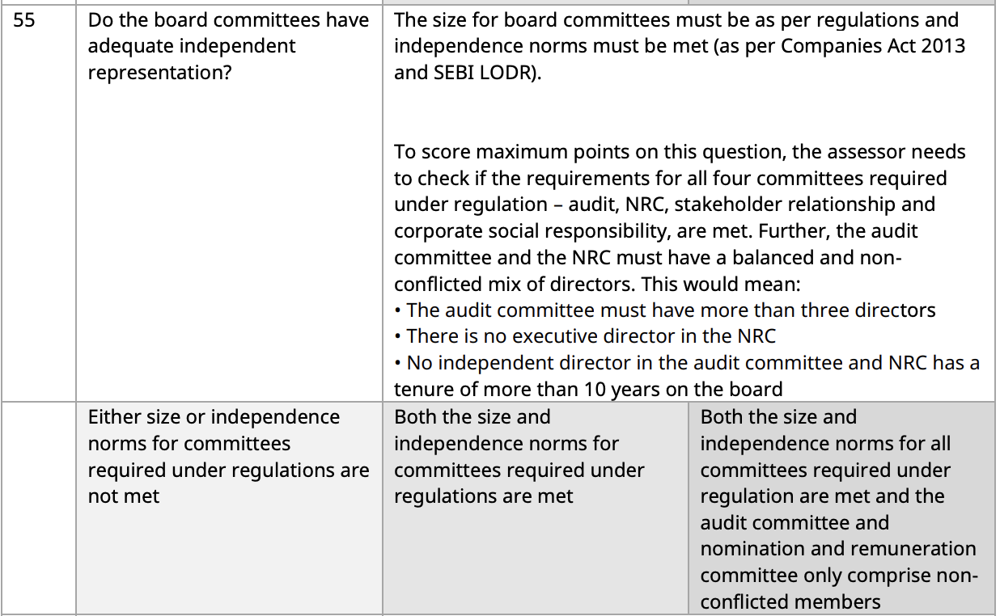 55
Do the board committees have
adequate independent
representation?
The size for board committees must be as per regulations and
independence norms must be met (as per Companies Act 2013
and SEBI LODR).
To score maximum points on this question, the assessor needs
to check if the requirements for all four committees required
under regulation – audit, NRC, stakeholder relationship and
corporate social responsibility, are met. Further, the audit
committee and the NRC must have a balanced and non-
conflicted mix of directors. This would mean:
• The audit committee must have more than three directors
• There is no executive director in the NRC
• No independent director in the audit committee and NRC has a
tenure of more than 10 years on the board
Either size or independence
norms for committees
required under regulations are
not met
Both the size and
independence norms for
committees required under
regulations are met
Both the size and
independence norms for all
committees required under
regulation are met and the
audit committee and
nomination and remuneration
committee only comprise non-
conflicted members